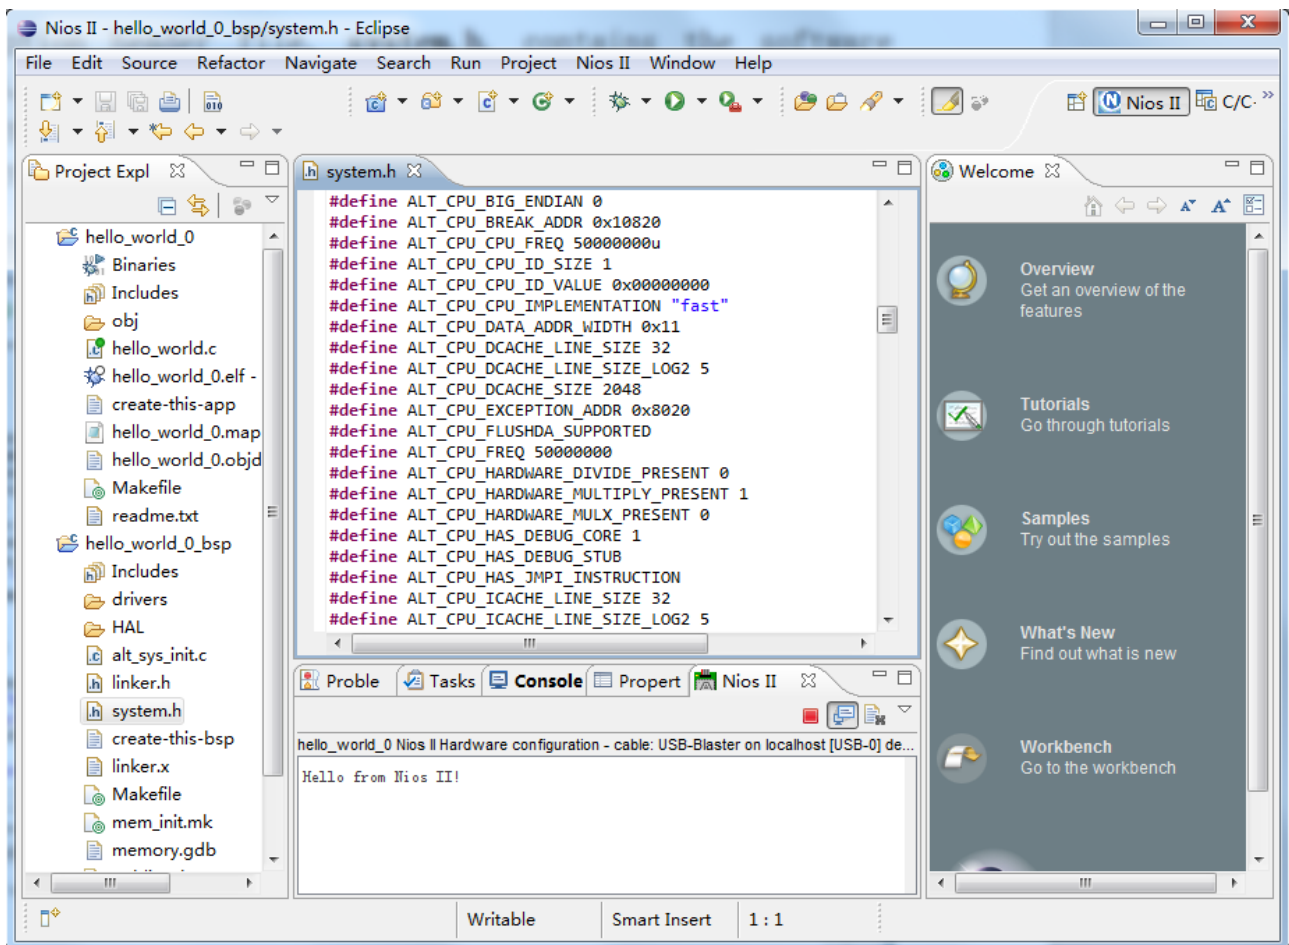 Nios II - hello_world_0_bsp/system.h - Eclipse
File Edit Source Refactor Navigate Search Run Project Nios II Window Help
Nios II C/C·
Project Expl
hello_world_0
Binaries
Includes
obj
hello_world.c
hello_world_0.elf -
create-this-app
hello_world_0.map
hello_world_0.objd
Makefile
readme.txt
hello_world_0_bsp
Includes
drivers
HAL
alt_sys_init.c
linker.h
system.h
create-this-bsp
linker.x
Makefile
mem_init.mk
memory.gdb
system.h
#define ALT_CPU_BIG_ENDIAN 0
#define ALT_CPU_BREAK_ADDR 0x10820
#define ALT_CPU_CPU_FREQ 50000000u
#define ALT_CPU_CPU_ID_SIZE 1
#define ALT_CPU_CPU_ID_VALUE 0x00000000
#define ALT_CPU_CPU_IMPLEMENTATION "fast"
#define ALT_CPU_DATA_ADDR_WIDTH 0x11
#define ALT_CPU_DCACHE_LINE_SIZE 32
#define ALT_CPU_DCACHE_LINE_SIZE_LOG2 5
#define ALT_CPU_DCACHE_SIZE 2048
#define ALT_CPU_EXCEPTION_ADDR 0x8020
#define ALT_CPU_FLUSHDA_SUPPORTED
#define ALT_CPU_FREQ 50000000
#define ALT_CPU_HARDWARE_DIVIDE_PRESENT 0
#define ALT_CPU_HARDWARE_MULTIPLY_PRESENT 1
#define ALT_CPU_HARDWARE_MULX_PRESENT 0
#define ALT_CPU_HAS_DEBUG_CORE 1
#define ALT_CPU_HAS_DEBUG_STUB
#define ALT_CPU_HAS_JMPI_INSTRUCTION
#define ALT_CPU_ICACHE_LINE_SIZE 32
#define ALT_CPU_ICACHE_LINE_SIZE_LOG2 5
Proble Tasks Console Propert Nios II
hello_world_0 Nios II Hardware configuration - cable: USB-Blaster on localhost [USB-0] de...
Hello from Nios II!
Welcome
Overview
Get an overview of the
features
Tutorials
Go through tutorials
Samples
Try out the samples
What's New
Find out what is new
Workbench
Go to the workbench
Writable Smart Insert 1 : 1